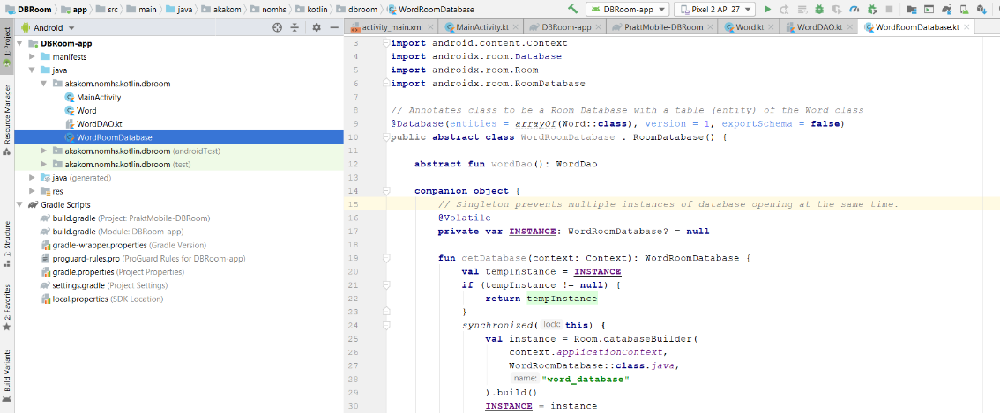 DBRoom app src main java akakom nomhs kotlin dbroom WordRoomDatabase DBRoom-app Pixel 2 API 27
1: Project
Resource Manager
7: Structure
2: Favorites
Build Variants
Android
DBRoom-app
manifests
java
akakom.nomhs.kotlin.dbroom
MainActivity
Word
WordDAO.kt
WordRoomDatabase
akakom.nomhs.kotlin.dbroom (androidTest)
akakom.nomhs.kotlin.dbroom (test)
java (generated)
res
Gradle Scripts
build.gradle (Project: PraktMobile-DBRoom)
build.gradle (Module: DBRoom-app)
gradle-wrapper.properties (Gradle Version)
proguard-rules.pro (ProGuard Rules for DBRoom-app)
gradle.properties (Project Properties)
settings.gradle (Project Settings)
local.properties (SDK Location)
activity_main.xml MainActivity.kt DBRoom-app PraktMobile-DBRoom Word.kt WordDAO.kt WordRoomDatabase.kt
3 import android.content.Context
4 import androidx.room.Database
5 import androidx.room.Room
6 import androidx.room.RoomDatabase
7
8 // Annotates class to be a Room Database with a table (entity) of the Word class
9 @Database(entities = arrayOf(Word::class), version = 1, exportSchema = false)
10 public abstract class WordRoomDatabase : RoomDatabase() {
11
12 abstract fun wordDao(): WordDao
13
14 companion object {
15 // Singleton prevents multiple instances of database opening at the same time.
16 @Volatile
17 private var INSTANCE: WordRoomDatabase? = null
18
19 fun getDatabase(context: Context): WordRoomDatabase {
20 val tempInstance = INSTANCE
21 if (tempInstance != null) {
22 return tempInstance
23 }
24 synchronized( lock: this) {
25 val instance = Room.databaseBuilder(
26 context.applicationContext,
27 WordRoomDatabase::class.java,
28 name: "word_database"
29 ).build()
30 INSTANCE = instance